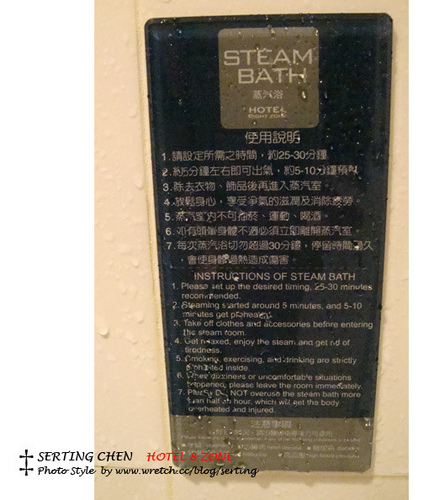 STEAM
BATH
蒸汽浴
HOTEL
使用說明
1.請設定所需之時間，約25-30分鐘
2.約5分鐘左右即可出氣，約5-10分預熱
3.除去衣物、飾品後再進入蒸汽室。
4.放鬆身心，享受爭氣的滋潤及消除疲勞。
5.蒸汽室內不可抽菸、運動、喝酒。
6.如有頭暈身體不適必須立即離開蒸汽室。
7.每次蒸汽浴切勿超過30分鐘，停留時間過久
會使身體過熱造成傷害。
INSTRUCTIONS OF STEAM BATH
1. Please set up the desired timing, 25-30 minutes
recommended.
2. Steaming started around 5 minutes, and 5-10
minutes get preheated.
3. Take off clothes and accessories before entering
the steam room.
4. Get relaxed, enjoy the steam and get rid of
tiredness.
5. Smoking, exercising, and drinking are strictly
prohibited inside.
6. When dizziness or uncomfortable situations
happened, please leave the room immediately.
7. Please DO NOT overuse the steam bath more
than half an hour, which will get the body
overheated and injured.
注意事項
SERTING CHEN HOTEL 8 ZONE
Photo Style by www.wretch.cc/blog/serting